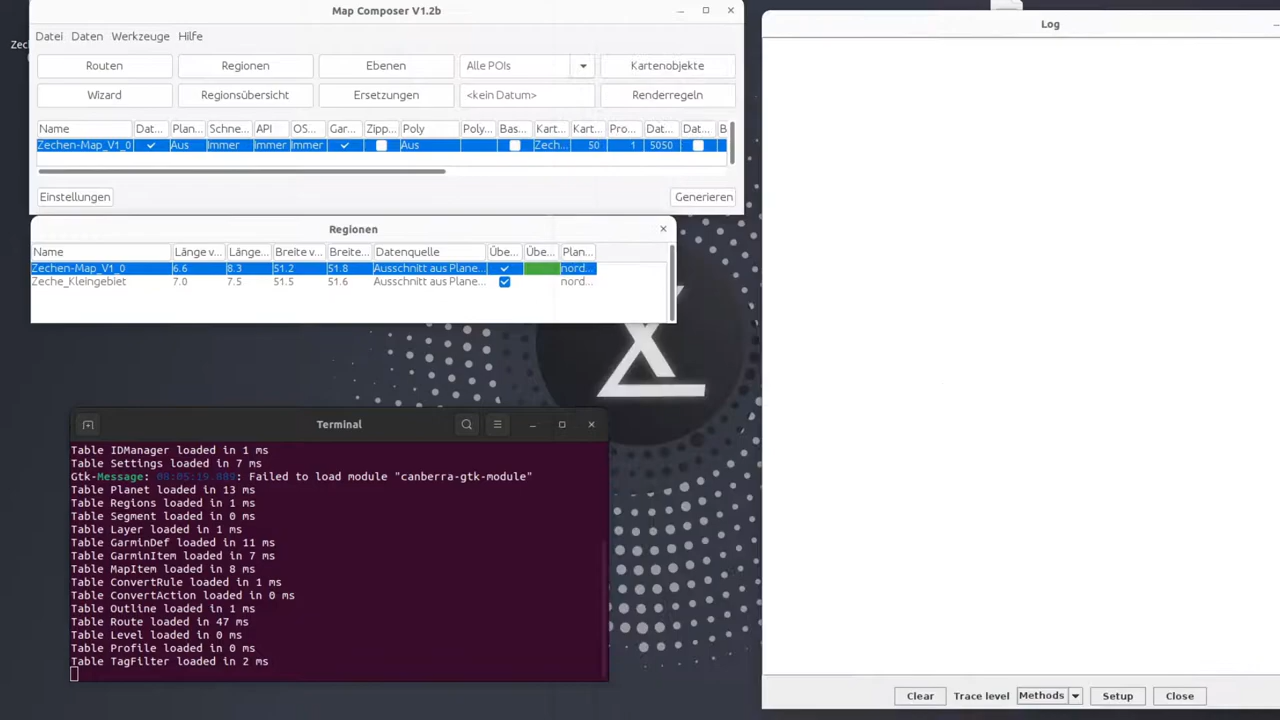 Map Composer V1.2b
Datei Daten Werkzeuge Hilfe
Routen Regionen Ebenen Alle POIs Kartenobjekte
Wizard Regionsübersicht Ersetzungen <kein Datum> Renderregeln
Name Dat... Plan... Schne... API OS... Gar... Zipp... Poly Poly... Bas... Kart... Kart... Pro... Dat... Dat... B
Zechen-Map_V1_0 Aus Immer Immer Immer Aus Zech... 50 1 5050
Einstellungen Generieren
Regionen
Name Länge v... Länge... Breite v... Breite... Datenquelle Übe... Übe... Plan...
Zechen-Map_V1_0 6.6 8.3 51.2 51.8 Ausschnitt aus Plane... nord...
Zeche_Kleingebiet 7.0 7.5 51.5 51.6 Ausschnitt aus Plane... nord...
Terminal
Table IDManager loaded in 1 ms
Table Settings loaded in 7 ms
Gtk-Message: 08:05:19.889: Failed to load module "canberra-gtk-module"
Table Planet loaded in 13 ms
Table Regions loaded in 1 ms
Table Segment loaded in 0 ms
Table Layer loaded in 1 ms
Table GarminDef loaded in 11 ms
Table GarminItem loaded in 7 ms
Table MapItem loaded in 8 ms
Table ConvertRule loaded in 1 ms
Table ConvertAction loaded in 0 ms
Table Outline loaded in 1 ms
Table Route loaded in 47 ms
Table Level loaded in 0 ms
Table Profile loaded in 0 ms
Table TagFilter loaded in 2 ms
Log
Clear Trace level Methods Setup Close
Zec